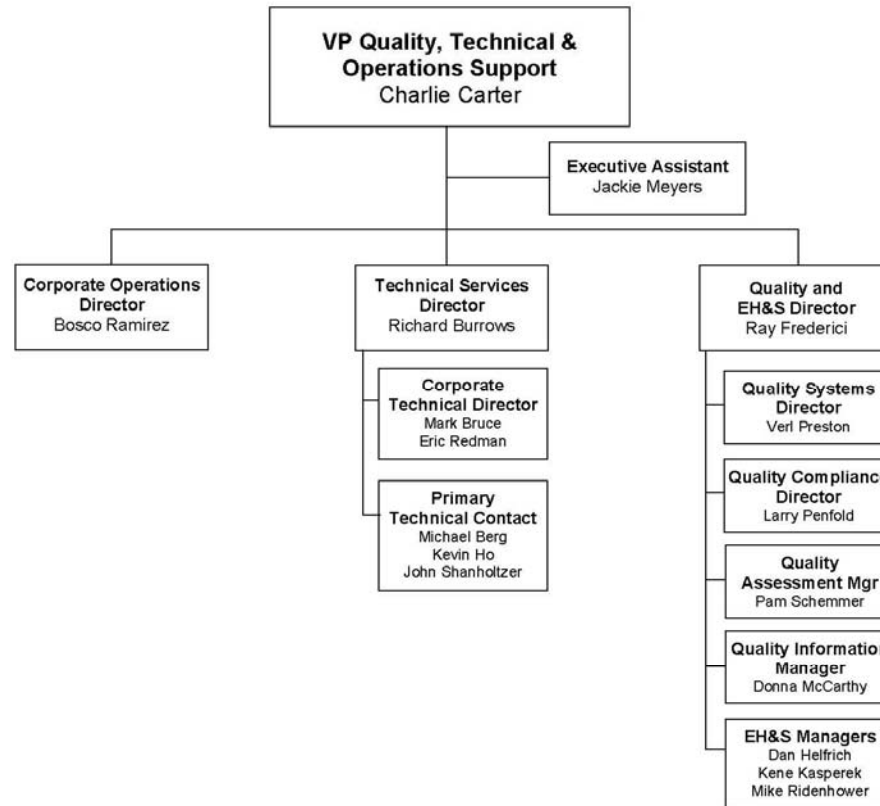 VP Quality, Technical &
Operations Support
Charlie Carter
Executive Assistant
Jackie Meyers
Corporate Operations
Director
Bosco Ramirez
Technical Services
Director
Richard Burrows
Corporate
Technical Director
Mark Bruce
Eric Redman
Primary
Technical Contact
Michael Berg
Kevin Ho
John Shanholtzer
Quality and
EH&S Director
Ray Frederici
Quality Systems
Director
Verl Preston
Quality Compliance
Director
Larry Penfold
Quality
Assessment Mgr
Pam Schemmer
Quality Information
Manager
Donna McCarthy
EH&S Managers
Dan Helfrich
Kene Kasperek
Mike Ridenhower